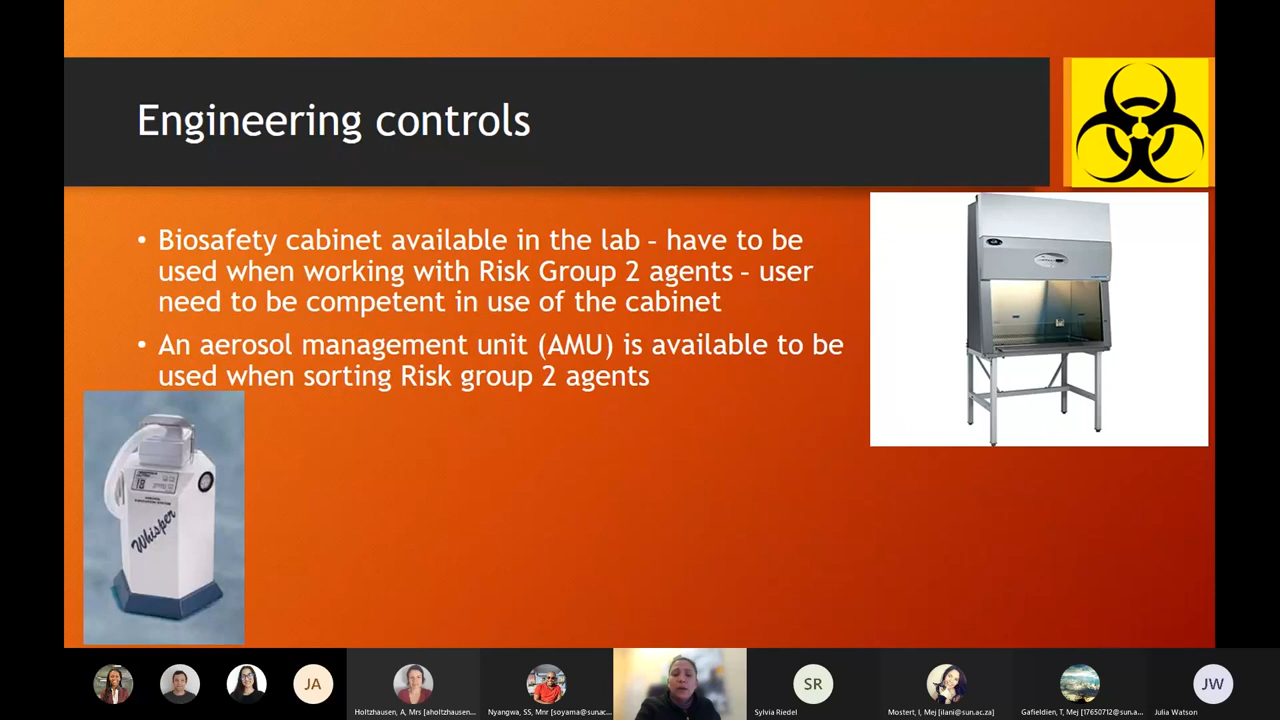 Engineering controls
• Biosafety cabinet available in the lab – have to be
used when working with Risk Group 2 agents – user
need to be competent in use of the cabinet
• An aerosol management unit (AMU) is available to be
used when sorting Risk group 2 agents
18
Whisper
JA
SR
JW
Holtzhausen, A, Mrs [aholtzhausen...
Nyangwa, SS, Mnr [soyama@sunac...
Sylvia Riedel
Mostert, I, Mej [ilani@sun.ac.za]
Gafieldien, T, Mej [17650712@sun.a...
Julia Watson